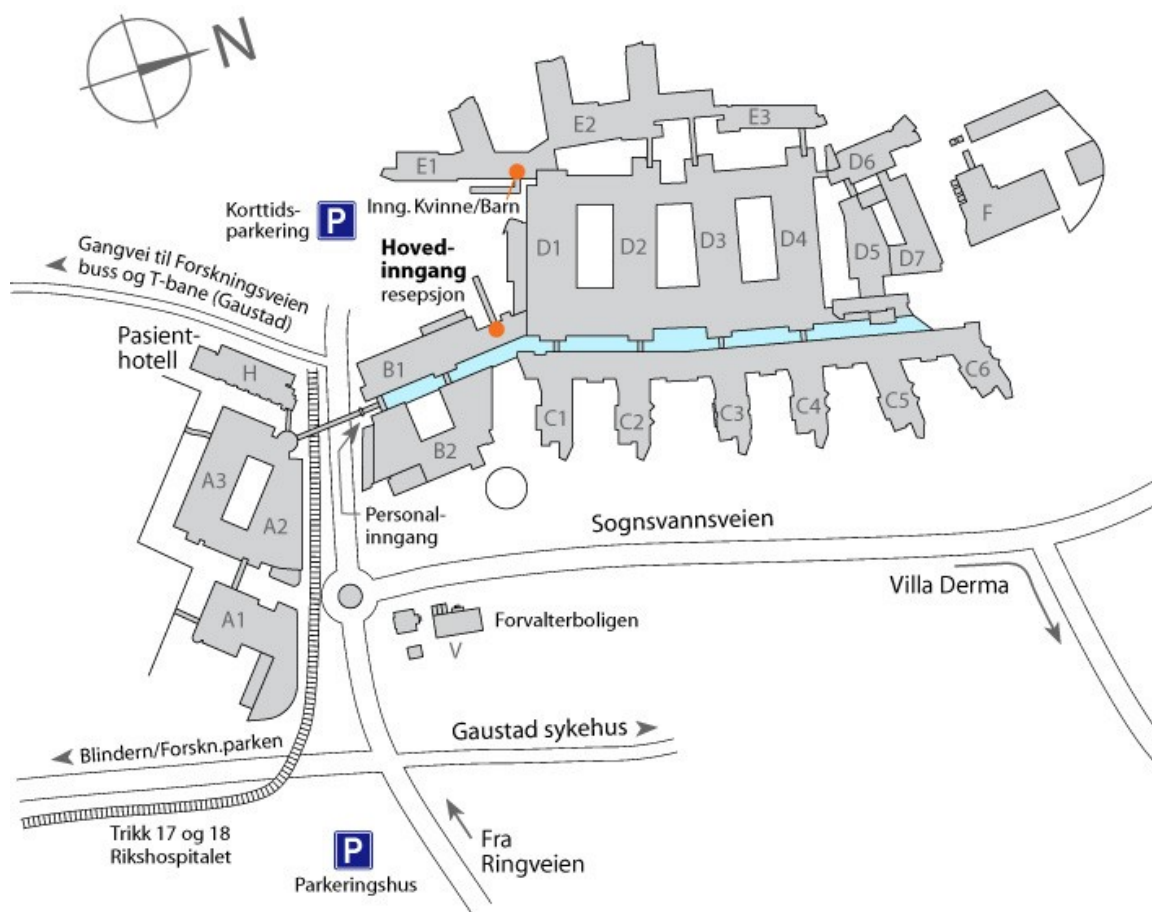 N
E2
E3
E1
D6
Korttids-
parkering
P
Inng. Kvinne/Barn
F
Gangvei til Forskningsveien
buss og T-bane (Gaustad)
Hoved-
inngang
resepsjon
D1
D2
D3
D4
D5
D7
Pasient-
hotell
H
B1
C6
C1
C2
C3
C4
C5
B2
A3
A2
Personal-
inngang
Sognsvannsveien
Villa Derma
A1
Forvalterboligen
V
Gaustad sykehus
Blindern/Forskn.parken
Trikk 17 og 18
Rikshospitalet
P
Parkeringshus
Fra
Ringveien